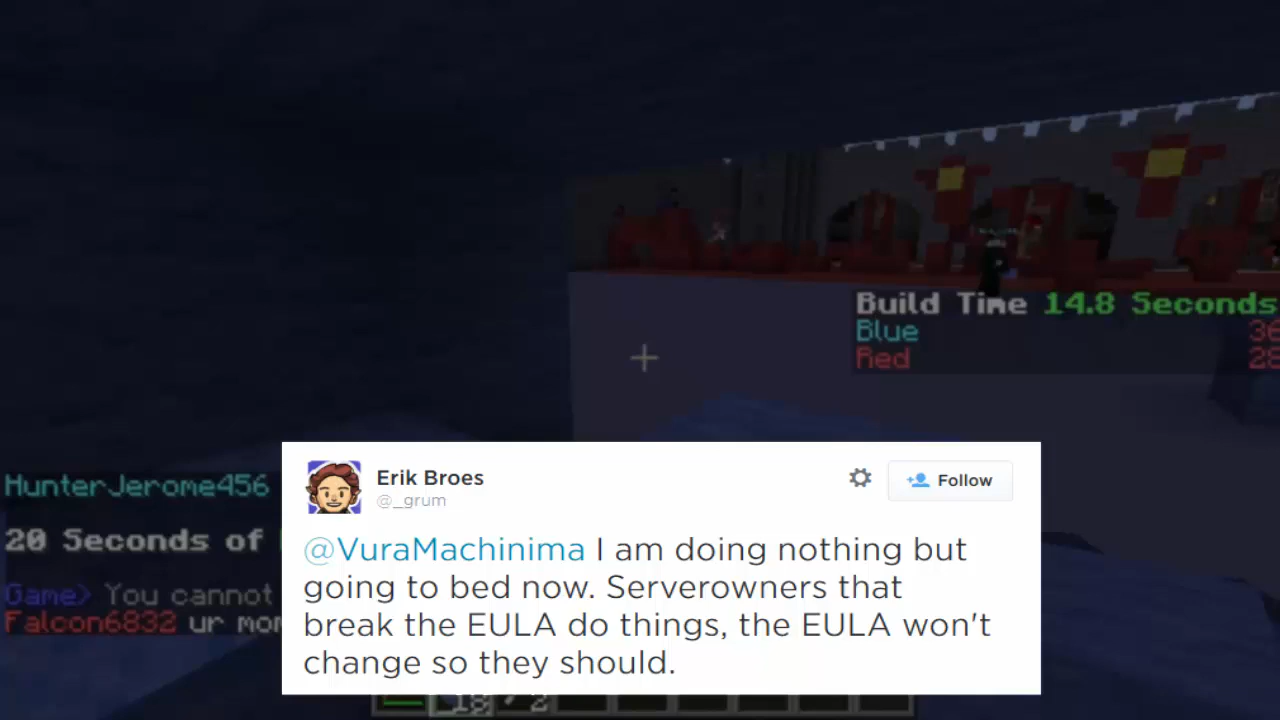 Build Time 14.8 Seconds
Blue 36
Red 28
HunterJerome456
20 Seconds of
Game> You cannot
Falcon6832 ur mom
Erik Broes
@_grum
Follow
@VuraMachinima I am doing nothing but
going to bed now. Serverowners that
break the EULA do things, the EULA won't
change so they should.